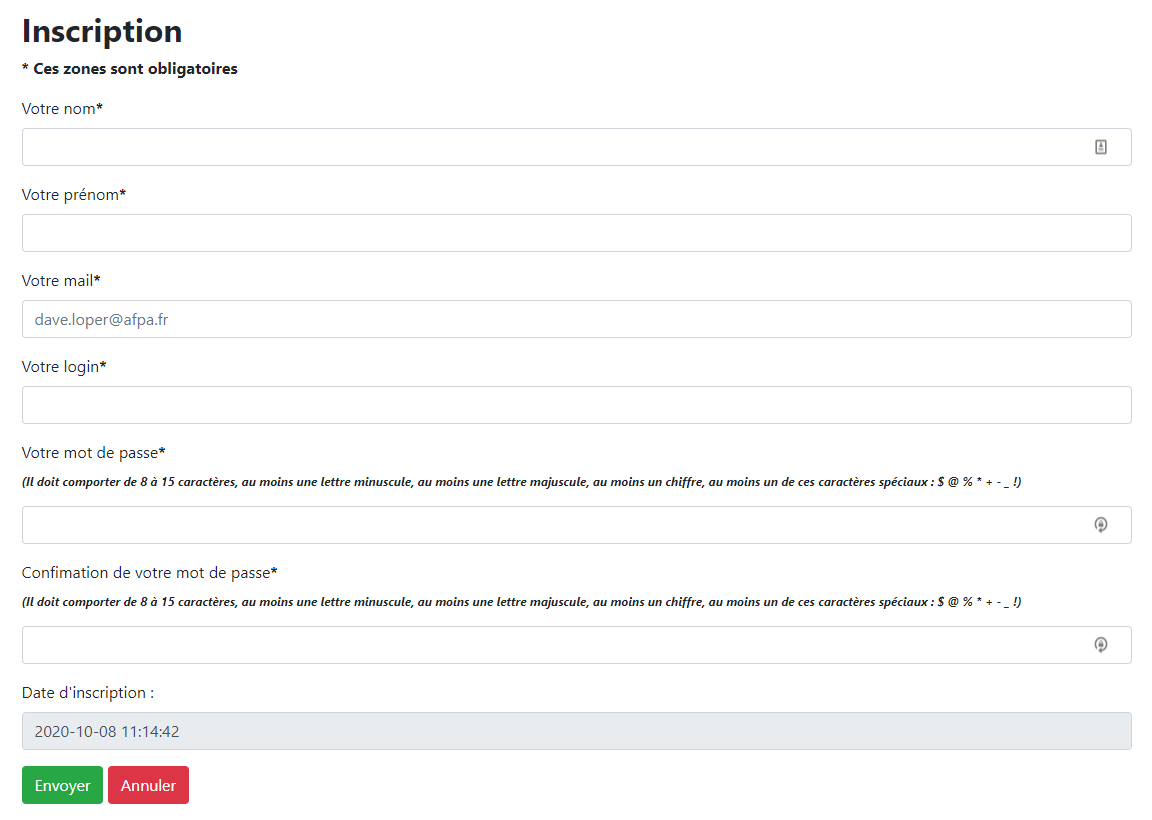 Inscription
* Ces zones sont obligatoires
Votre nom*
Votre prénom*
Votre mail*
dave.loper@afpa.fr
Votre login*
Votre mot de passe*
(Il doit comporter de 8 à 15 caractères, au moins une lettre minuscule, au moins une lettre majuscule, au moins un chiffre, au moins un de ces caractères spéciaux : $ @ % * + - _ !)
Confimation de votre mot de passe*
(Il doit comporter de 8 à 15 caractères, au moins une lettre minuscule, au moins une lettre majuscule, au moins un chiffre, au moins un de ces caractères spéciaux : $ @ % * + - _ !)
Date d'inscription :
2020-10-08 11:14:42
Envoyer Annuler